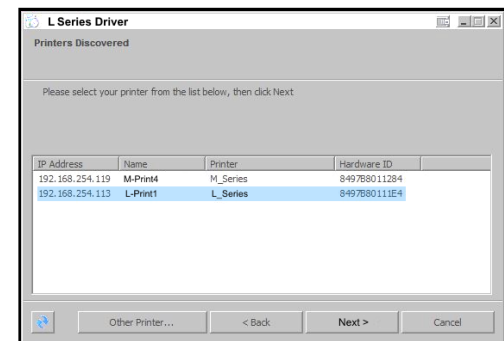 L Series Driver
Printers Discovered
Please select your printer from the list below, then click Next
IP Address Name Printer Hardware ID
192.168.254.119 M-Print4 M_Series 8497B8011284
192.168.254.113 L-Print1 L_Series 8497B80111E4
Other Printer... < Back Next > Cancel